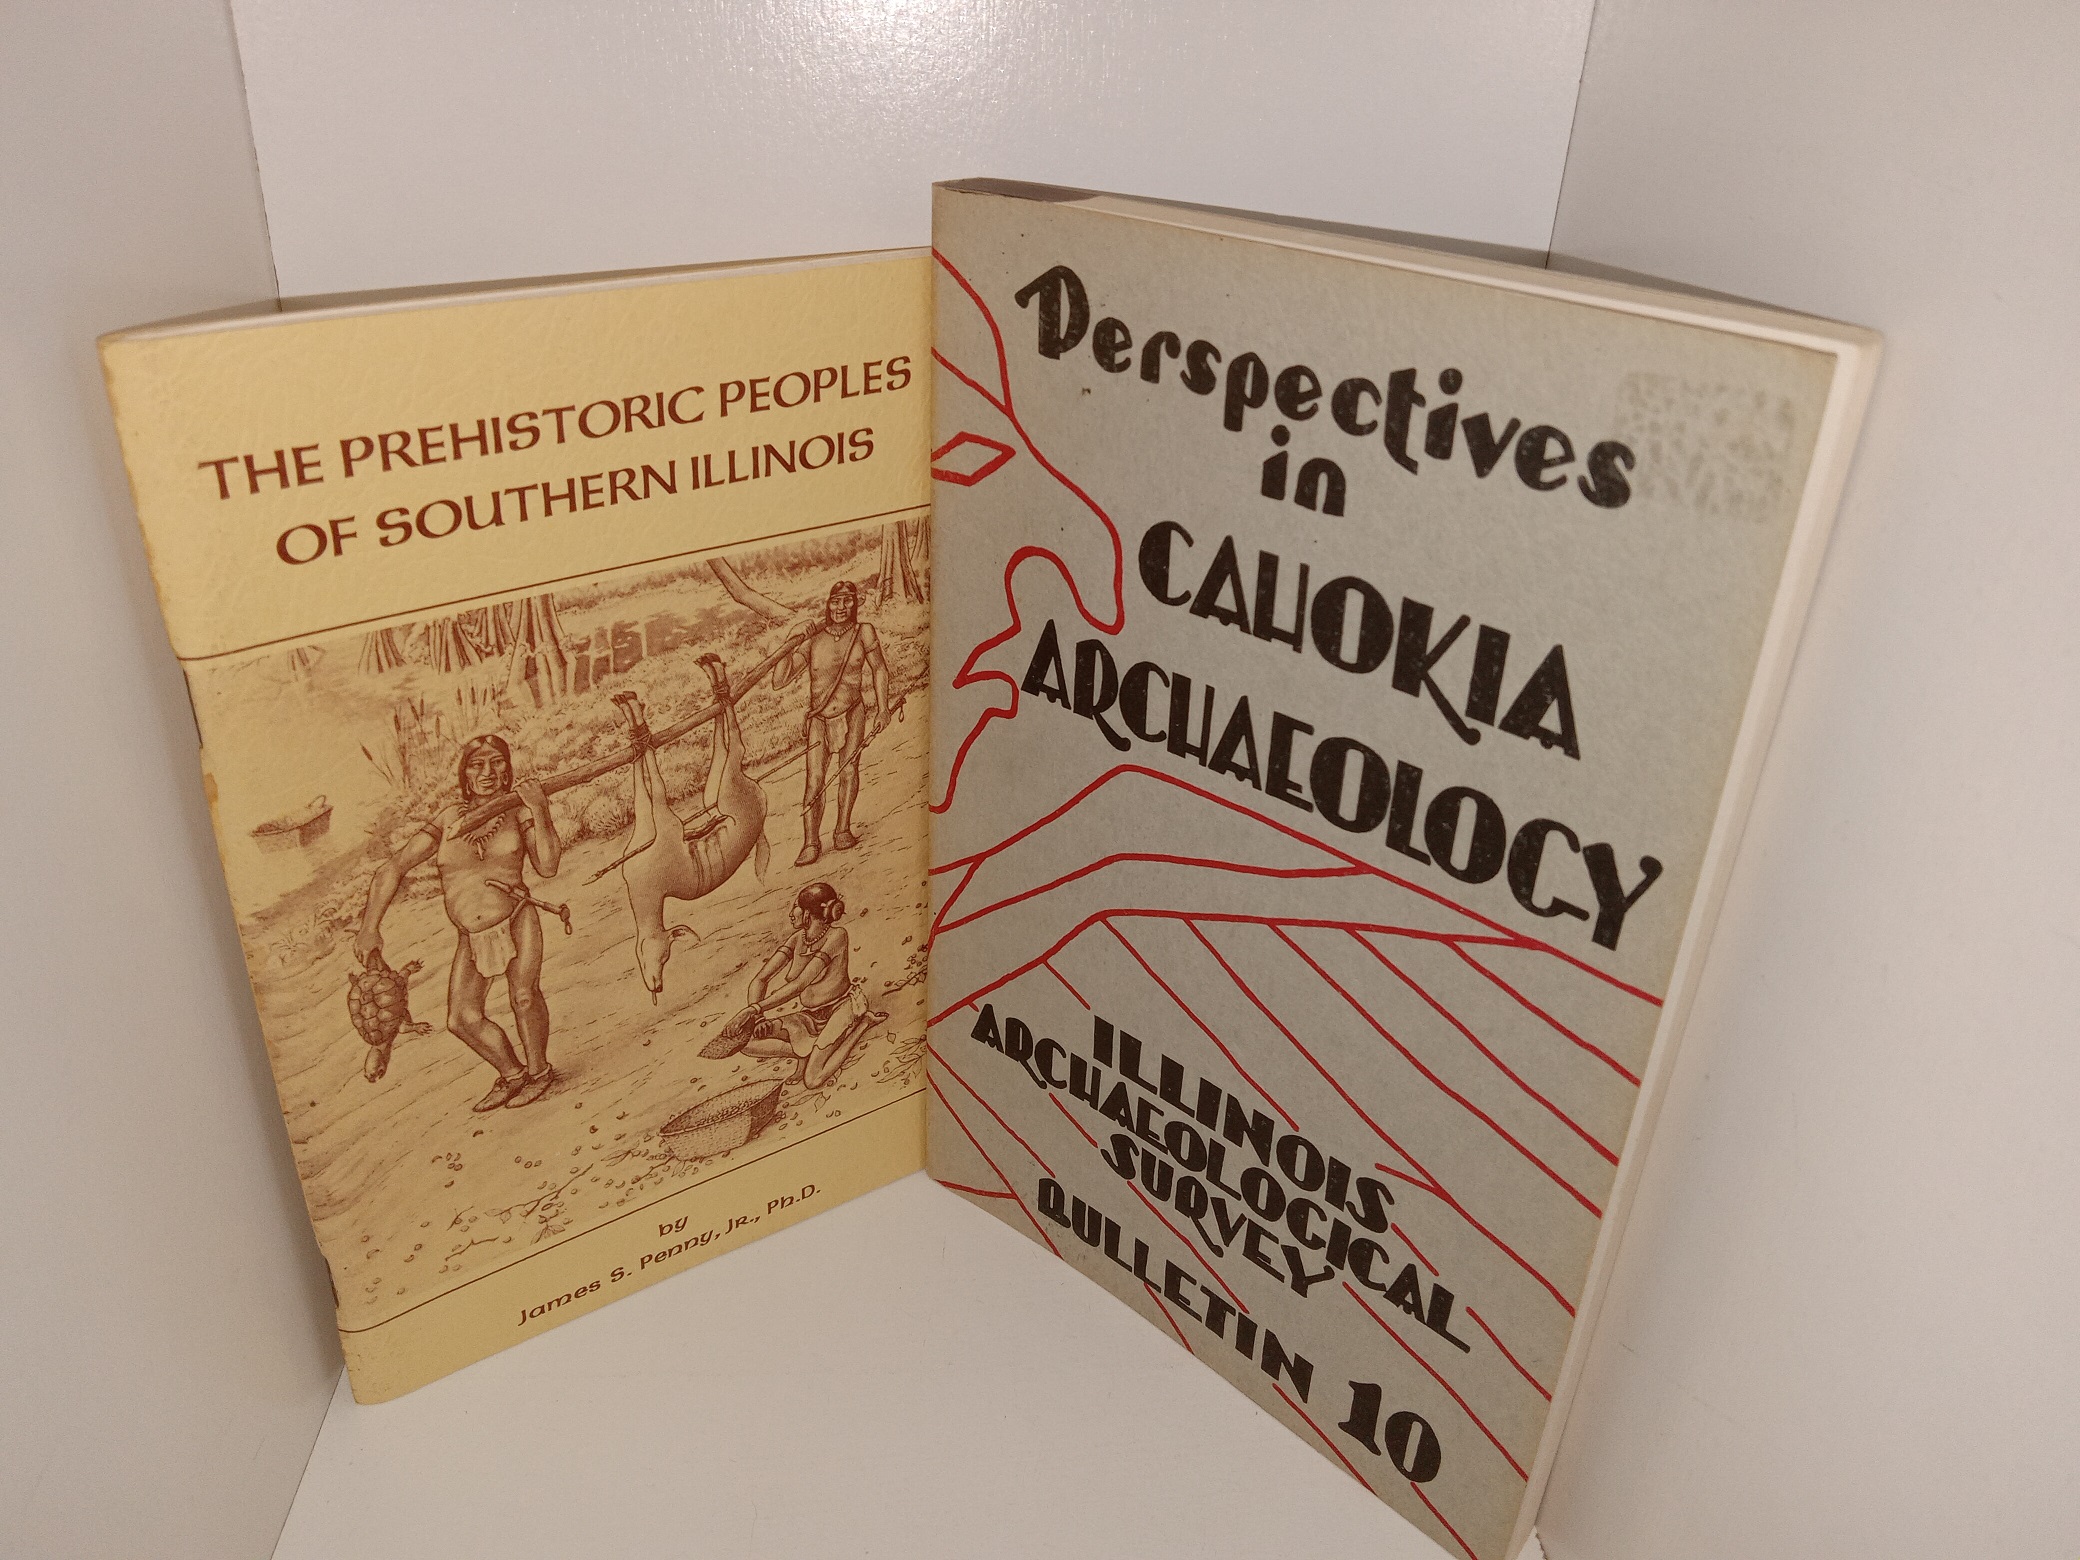 THE PREHISTORIC PEOPLES
OF SOUTHERN ILLINOIS
by
James S. Penny, Jr., Ph.D.
Perspectives
in
CAHOKIA
ARCHAEOLOGY
ILLINOIS
ARCHAEOLOGICAL
SURVEY
BULLETIN 10